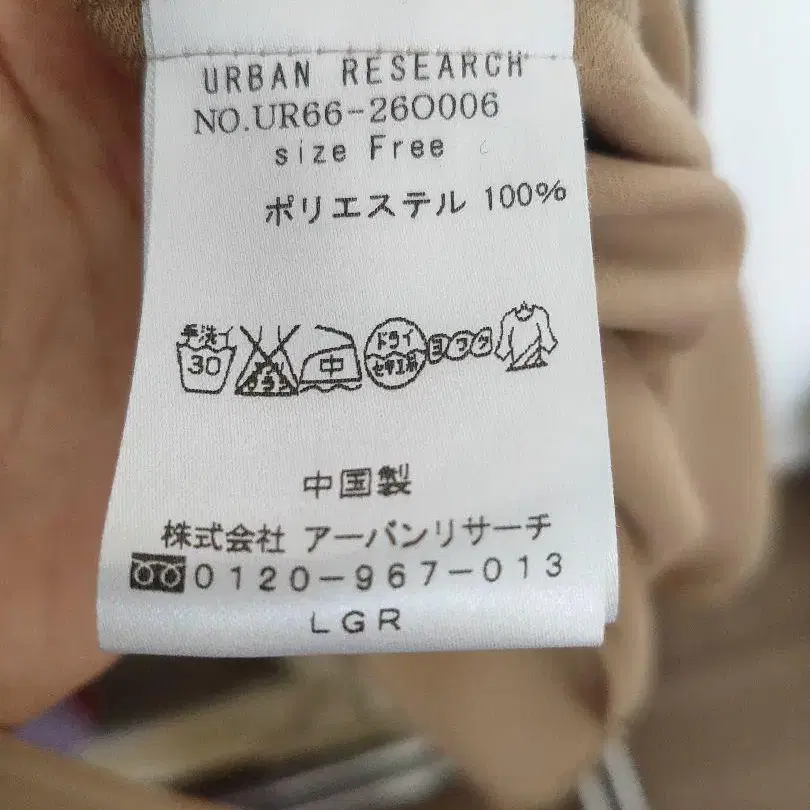 URBAN RESEARCH
NO.UR66-260006
size Free
ポリエステル 100%
手洗イ
30
中
ドライ
セキユ系
ヨワク
中国製
株式会社 アーバンリサーチ
0120-967-013
LGR